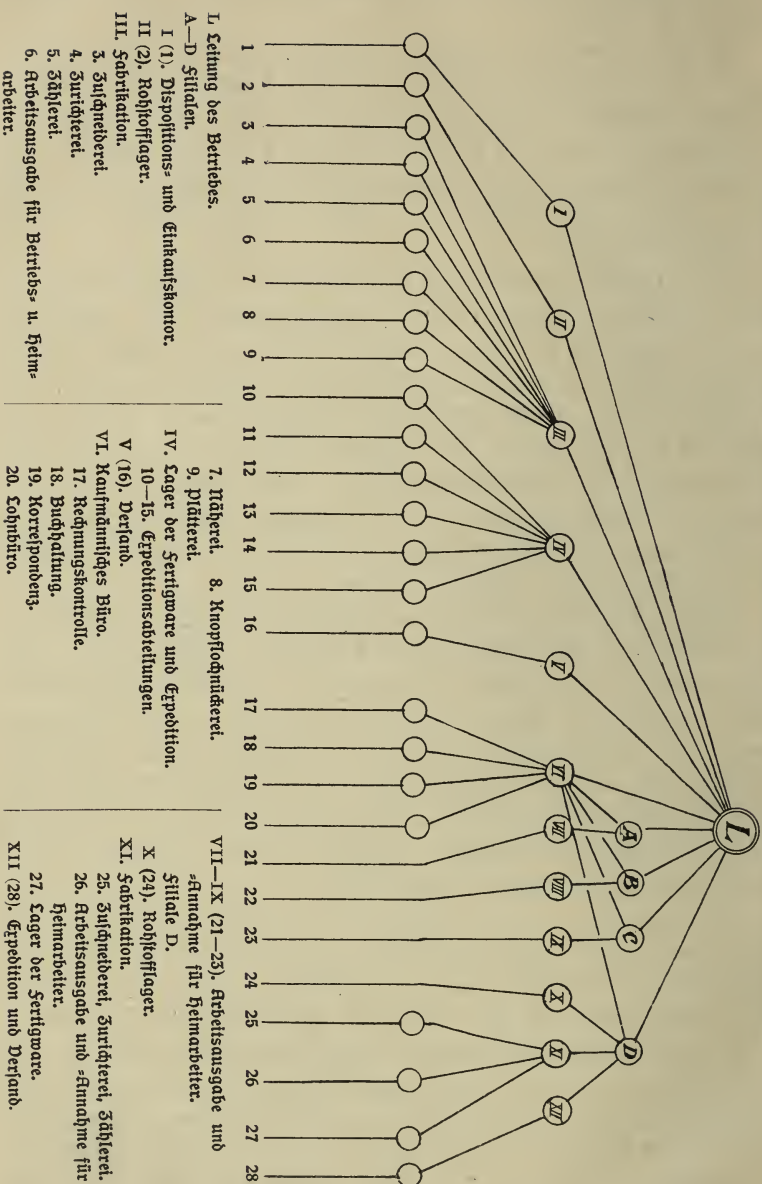 L
A B C D
I II III IV V VI VII VIII IX X XI XII
1 2 3 4 5 6 7 8 9 10 11 12 13 14 15 16 17 18 19 20 21 22 23 24 25 26 27 28
L Leitung des Betriebes.
A—D Filialen.
I (1). Dispositions- und Einkaufskontor.
II (2). Rohstofflager.
III. Fabrikation.
3. Zuschneiderei.
4. Zurichterei.
5. Zählerei.
6. Arbeitsausgabe für Betriebs- u. Heim-
arbeiter.
7. Näherei. 8. Knopflochnückerei.
9. Plätterei.
IV. Lager der Fertigware und Expedition.
10—15. Expeditionsabteilungen.
V (16). Versand.
VI. Kaufmännisches Büro.
17. Rechnungskontrolle.
18. Buchhaltung.
19. Korrespondenz.
20. Lohnbüro.
VII—IX (21—23). Arbeitsausgabe und
-Annahme für Heimarbeiter.
Filiale D.
X (24). Rohstofflager.
XI. Fabrikation.
25. Zuschneiderei, Zurichterei, Zählerei.
26. Arbeitsausgabe und -Annahme für
Heimarbeiter.
27. Lager der Fertigware.
XII (28). Expedition und Versand.